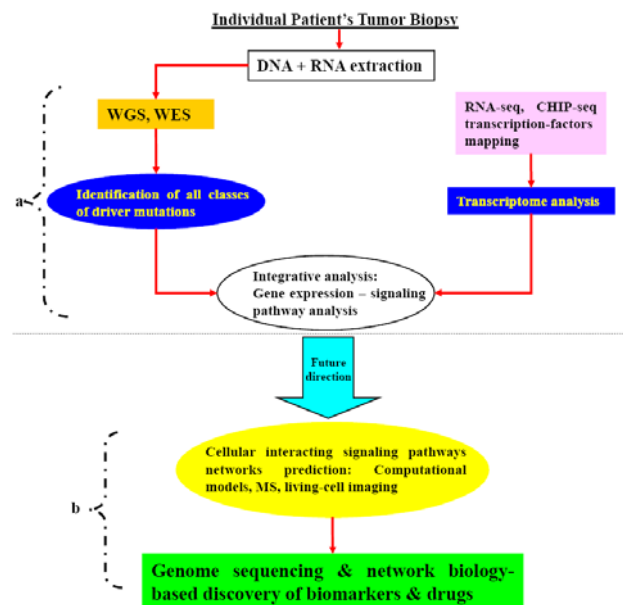 Individual Patient's Tumor Biopsy
DNA + RNA extraction
WGS, WES
RNA-seq, CHIP-seq
transcription-factors
mapping
a
Identification of all classes
of driver mutations
Transcriptome analysis
Integrative analysis:
Gene expression – signaling
pathway analysis
Future
direction
Cellular interacting signaling pathways
networks prediction: Computational
models, MS, living-cell imaging
b
Genome sequencing & network biology-
based discovery of biomarkers & drugs